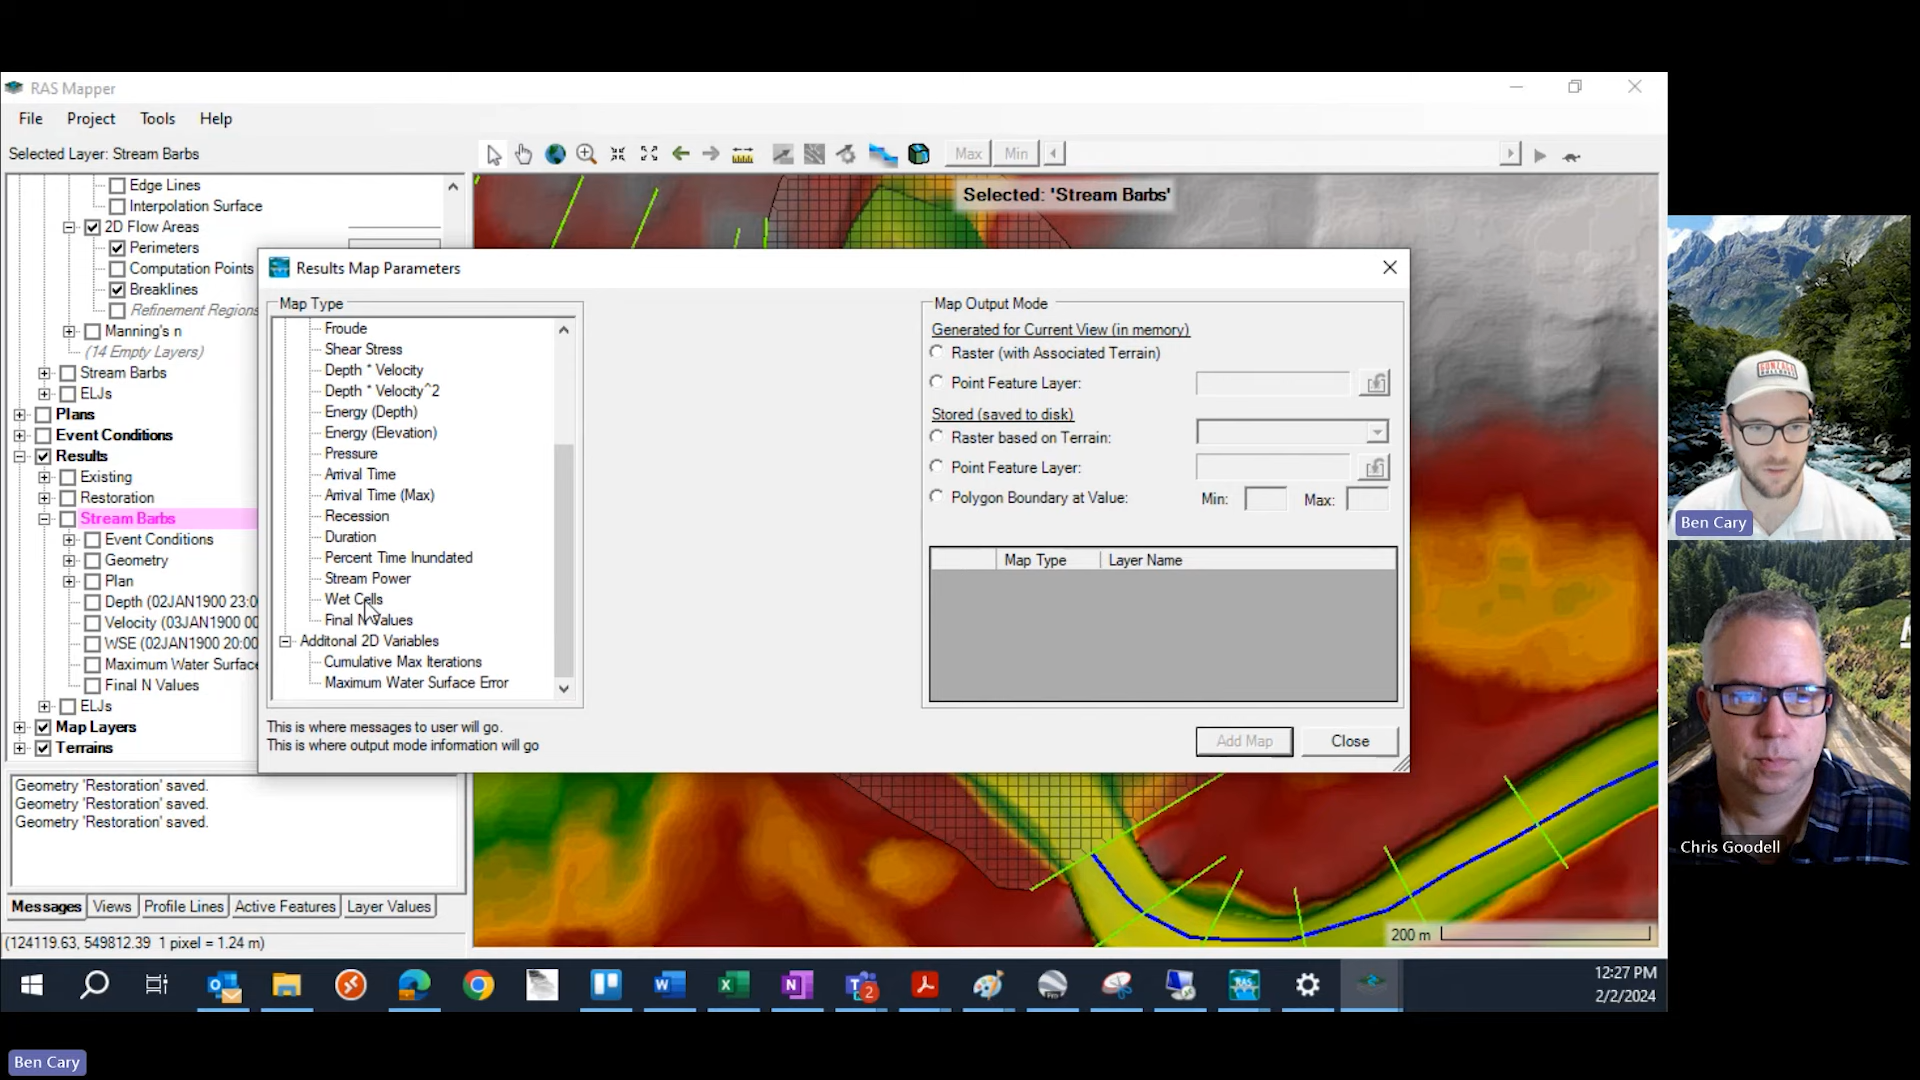 RAS Mapper
File Project Tools Help
Selected Layer: Stream Barbs
Max Min
Edge Lines
Interpolation Surface
2D Flow Areas
Perimeters
Computation Points
Breaklines
Refinement Regions
Manning's n
(14 Empty Layers)
Stream Barbs
ELJs
Plans
Event Conditions
Results
Existing
Restoration
Stream Barbs
Event Conditions
Geometry
Plan
Depth (02JAN1900 23:0
Velocity (03JAN1900 00
WSE (02JAN1900 20:00
Maximum Water Surface
Final N Values
ELJs
Map Layers
Terrains
Selected: 'Stream Barbs'
Results Map Parameters
Map Type
Froude
Shear Stress
Depth * Velocity
Depth * Velocity^2
Energy (Depth)
Energy (Elevation)
Pressure
Arrival Time
Arrival Time (Max)
Recession
Duration
Percent Time Inundated
Stream Power
Wet Cells
Final N Values
Additonal 2D Variables
Cumulative Max Iterations
Maximum Water Surface Error
This is where messages to user will go.
This is where output mode information will go
Map Output Mode
Generated for Current View (in memory)
Raster (with Associated Terrain)
Point Feature Layer:
Stored (saved to disk)
Raster based on Terrain:
Point Feature Layer:
Polygon Boundary at Value: Min: Max:
Map Type Layer Name
Add Map Close
Geometry 'Restoration' saved.
Geometry 'Restoration' saved.
Geometry 'Restoration' saved.
Messages Views Profile Lines Active Features Layer Values
(124119.63, 549812.39 1 pixel = 1.24 m)
200 m
12:27 PM
2/2/2024
Ben Cary
Chris Goodell
Ben Cary